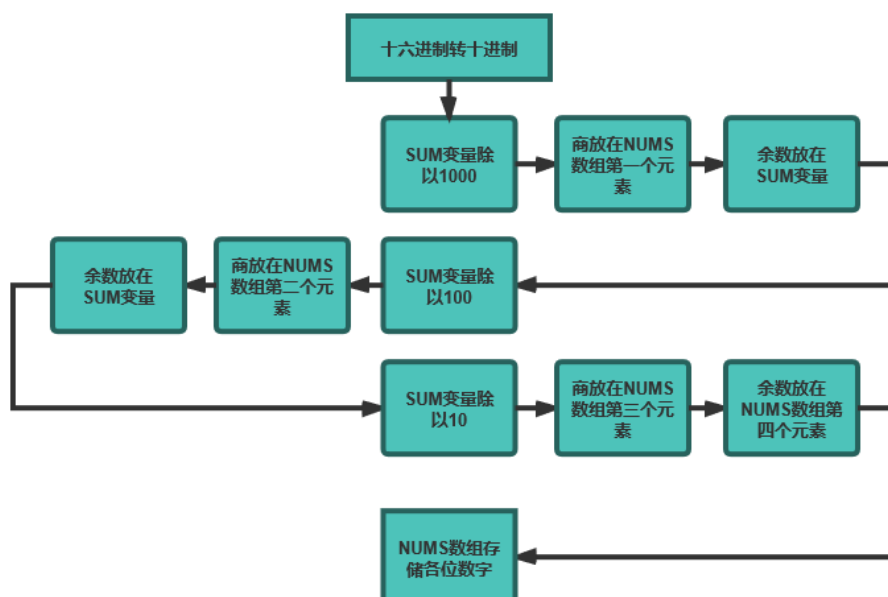 十六进制转十进制
SUM变量除
以1000
商放在NUMS
数组第一个元
素
余数放在
SUM变量
SUM变量除
以100
商放在NUMS
数组第二个元
素
余数放在
SUM变量
SUM变量除
以10
商放在NUMS
数组第三个元
素
余数放在
NUMS数组第
四个元素
NUMS数组存
储各位数字